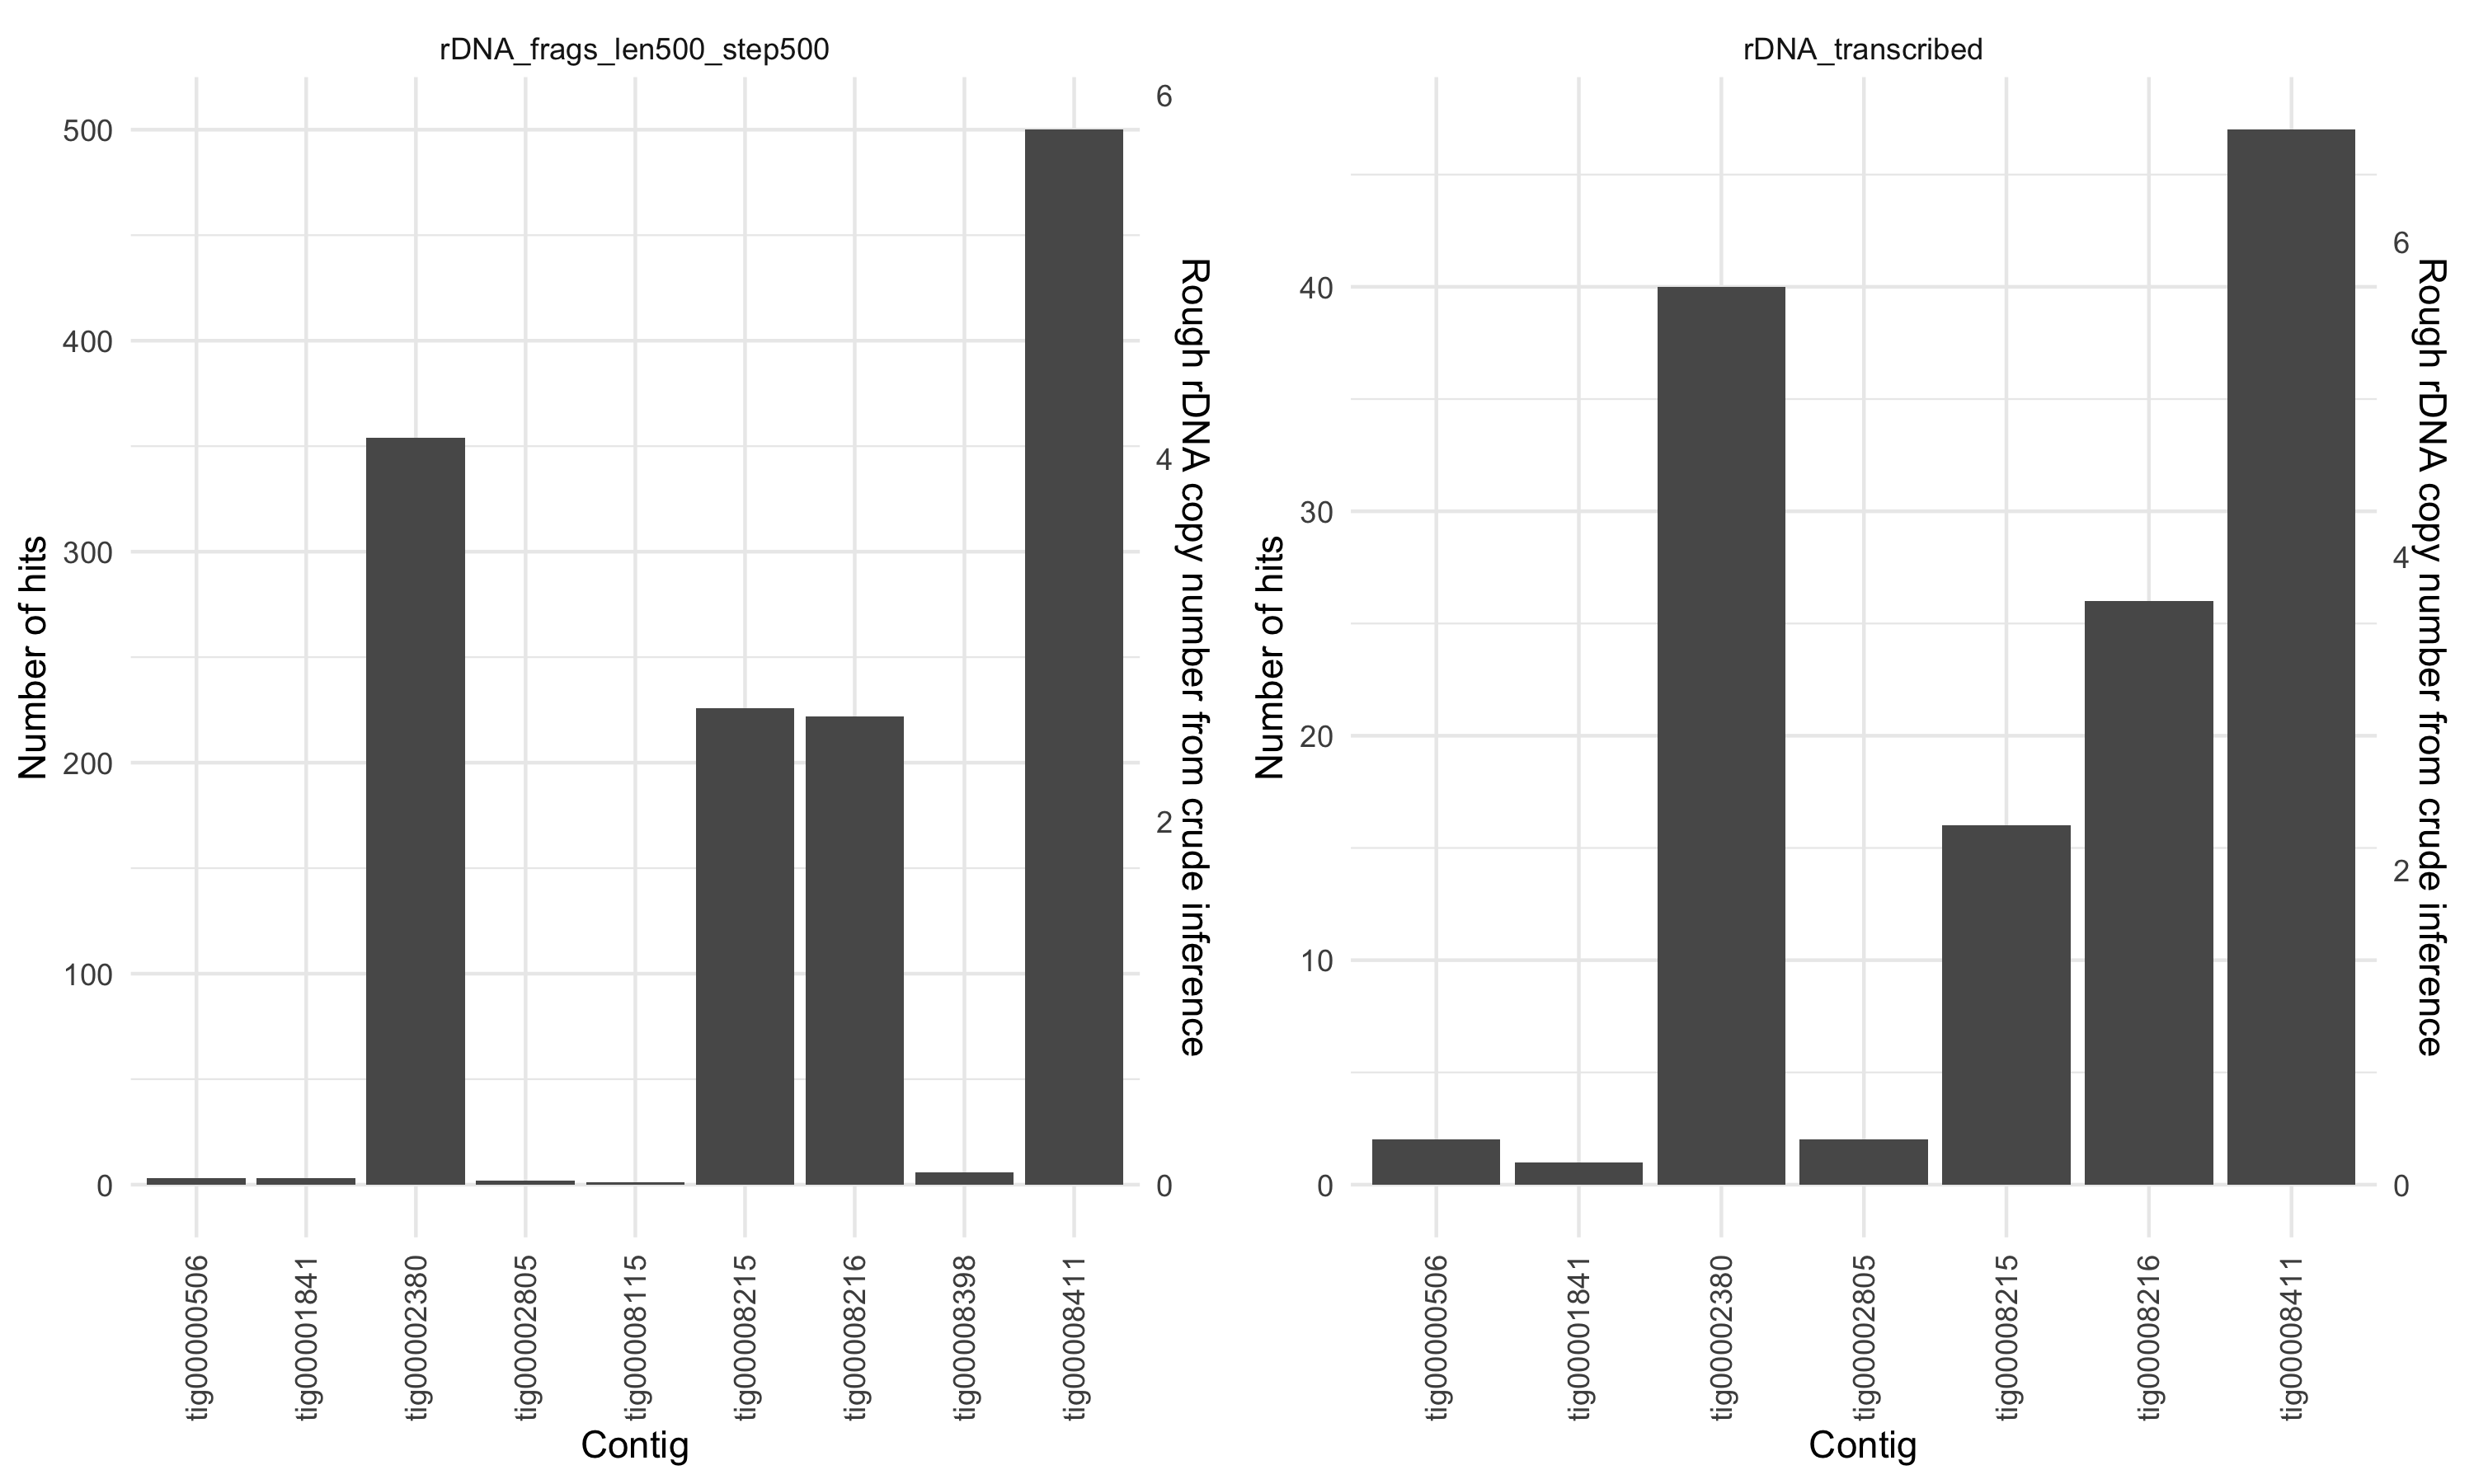 rDNA_frags_len500_step500
Number of hits
500
400
300
200
100
0
6
4
2
0
Rough rDNA copy number from crude inference
tig00000506
tig00001841
tig00002380
tig00002805
tig00008115
tig00008215
tig00008216
tig00008398
tig00008411
Contig
rDNA_transcribed
Number of hits
40
30
20
10
0
6
4
2
0
Rough rDNA copy number from crude inference
tig00000506
tig00001841
tig00002380
tig00002805
tig00008215
tig00008216
tig00008411
Contig